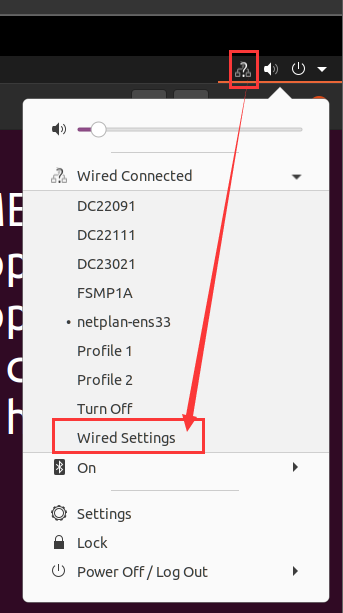 Wired Connected
DC22091
DC22111
DC23021
FSMP1A
• netplan-ens33
Profile 1
Profile 2
Turn Off
Wired Settings
On
Settings
Lock
Power Off / Log Out